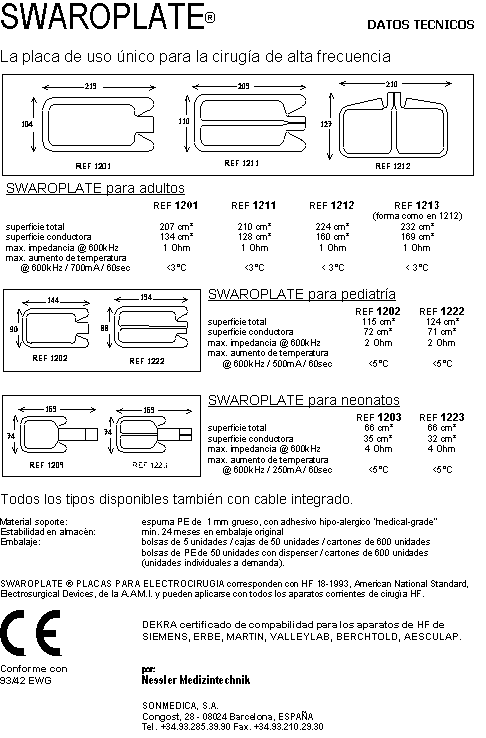 SWAROPLATE®
DATOS TECNICOS
La placa de uso único para la cirugía de alta frecuencia
213 209 210
104 110 127
REF 1201 REF 1211 REF 1212
SWAROPLATE para adultos
REF 1201 REF 1211 REF 1212 REF 1213
(forma como en 1212)
superficie total 207 cm² 210 cm² 224 cm² 232 cm²
superficie conductora 134 cm² 128 cm² 160 cm² 169 cm²
max. impedancia @ 600kHz 1 Ohm 1 Ohm 1 Ohm 1 Ohm
max. aumento de temperatura
@ 600kHz / 700mA / 60sec <3°C <3°C < 3°C < 3°C
144 194
90 88
REF 1202 REF 1222
SWAROPLATE para pediatría
REF 1202 REF 1222
superficie total 115 cm² 124 cm²
superficie conductora 72 cm² 71 cm²
max. impedancia @ 600kHz 2 Ohm 2 Ohm
max. aumento de temperatura
@ 600kHz / 500mA / 60sec <5°C <5°C
169 169
74 74
REF 1203 REF 1223
SWAROPLATE para neonatos
REF 1203 REF 1223
superficie total 66 cm² 66 cm²
superficie conductora 35 cm² 32 cm²
max. impedancia @ 600kHz 4 Ohm 4 Ohm
max. aumento de temperatura
@ 600kHz / 250mA / 60sec <5°C <5°C
Todos los tipos disponibles también con cable integrado.
Material soporte: espuma PE de 1 mm grueso, con adhesivo hipo-alergico "medical-grade"
Estabilidad en almacèn: min. 24 meses en embalaje original
Embalaje: bolsas de 5 unidades / cajas de 50 unidades / cartones de 600 unidades
bolsas de PE de 50 unidades con dispenser / cartones de 600 unidades
(unidades individuales a demanda).
SWAROPLATE ® PLACAS PARA ELECTROCIRUGIA corresponden con HF 18-1993, American National Standard,
Electrosurgical Devices, de la A.A.M.I. y pueden aplicarse con todos los aparatos corrientes de cirugia HF.
CE
DEKRA certificado de compabilidad para los aparatos de HF de
SIEMENS, ERBE, MARTIN, VALLEYLAB, BERCHTOLD, AESCULAP.
Conforme con
93/42 EWG
por:
Nessler Medizintechnik
SONMEDICA, S.A.
Congost, 28 - 08024 Barcelona, ESPAÑA
Tel. +34.93.285.39.90 Fax. +34.93.210.29.30